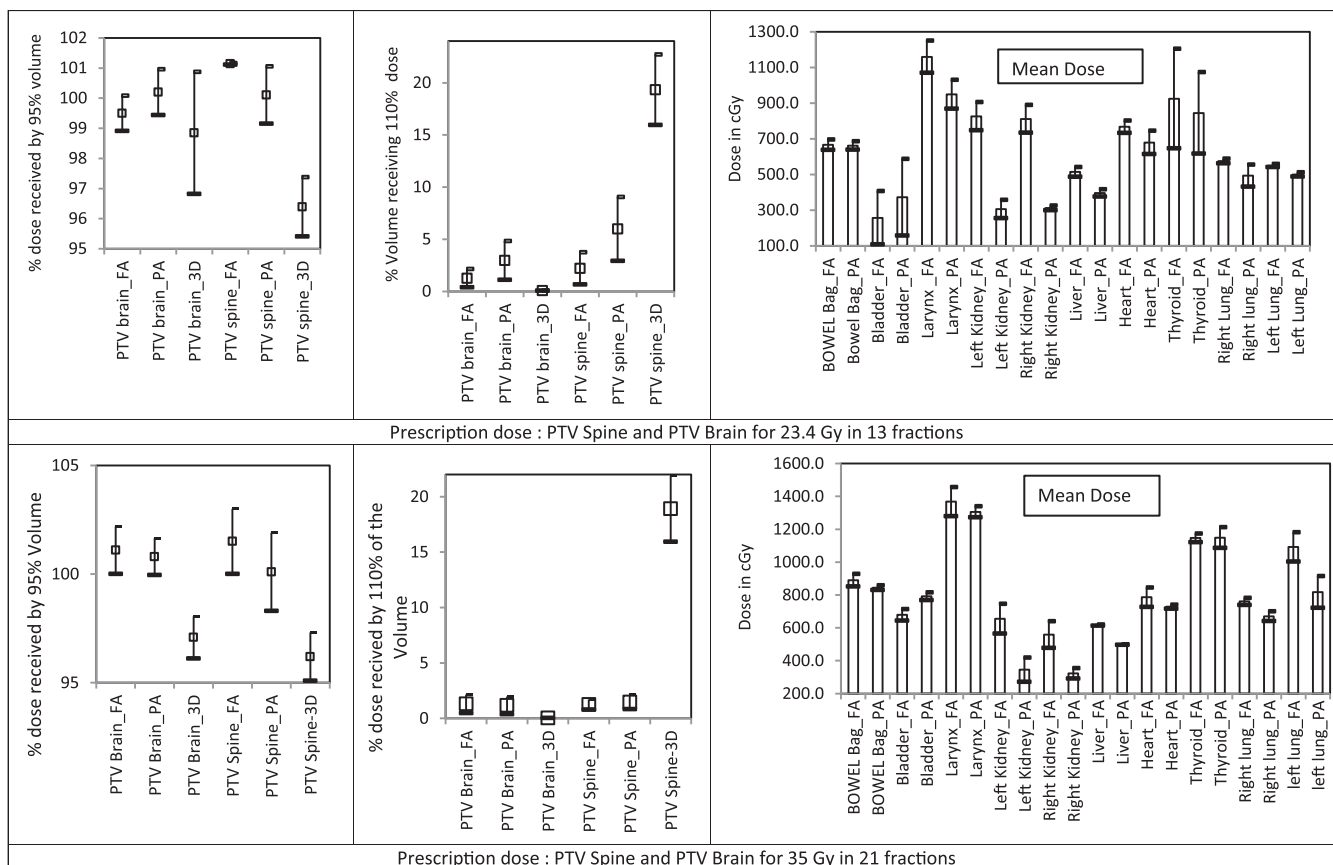 % dose received by 95% volume
102
101
100
99
98
97
96
95
PTV brain_FA
PTV brain_PA
PTV brain_3D
PTV spine_FA
PTV spine_PA
PTV spine_3D
% Volume receiving 110% dose
20
15
10
5
0
PTV brain_FA
PTV brain_PA
PTV brain_3D
PTV spine_FA
PTV spine_PA
PTV spine_3D
Mean Dose
Dose in cGy
1300.0
1100.0
900.0
700.0
500.0
300.0
100.0
BOWEL Bag_FA
Bowel Bag_PA
Bladder_FA
Bladder_PA
Larynx _FA
Larynx_PA
Left Kidney_FA
Left Kidney_PA
Right Kidney_FA
Right Kidney_PA
Liver_FA
Liver_PA
Heart_FA
Heart_PA
Thyroid_FA
Thyroid_PA
Right Lung_FA
Right lung_PA
Left Lung_FA
Left Lung_PA
Prescription dose : PTV Spine and PTV Brain for 23.4 Gy in 13 fractions
% dose received by 95% Volume
105
100
95
PTV Brain_FA
PTV Brain_PA
PTV Brain_3D
PTV Spine_FA
PTV Spine_PA
PTV Spine-3D
% dose recived by 110% of the
Volume
20
15
10
5
0
PTV Brain_FA
PTV Brain_PA
PTV Brain_3D
PTV Spine_FA
PTV Spine_PA
PTV Spine-3D
Mean Dose
Dose in cGy
1600.0
1400.0
1200.0
1000.0
800.0
600.0
400.0
200.0
BOWEL Bag_FA
BOWEL Bag_PA
Bladder_FA
Bladder_PA
Larynx_FA
Larynx_PA
Left Kidney_FA
Left Kidney_PA
Right Kidney_FA
Right Kidney_PA
Liver_FA
Liver_PA
Heart_FA
Heart_PA
Thyroid_FA
Thyroid_PA
Right lung_FA
Right lung_PA
left lung_FA
Left lung_PA
Prescription dose : PTV Spine and PTV Brain for 35 Gy in 21 fractions